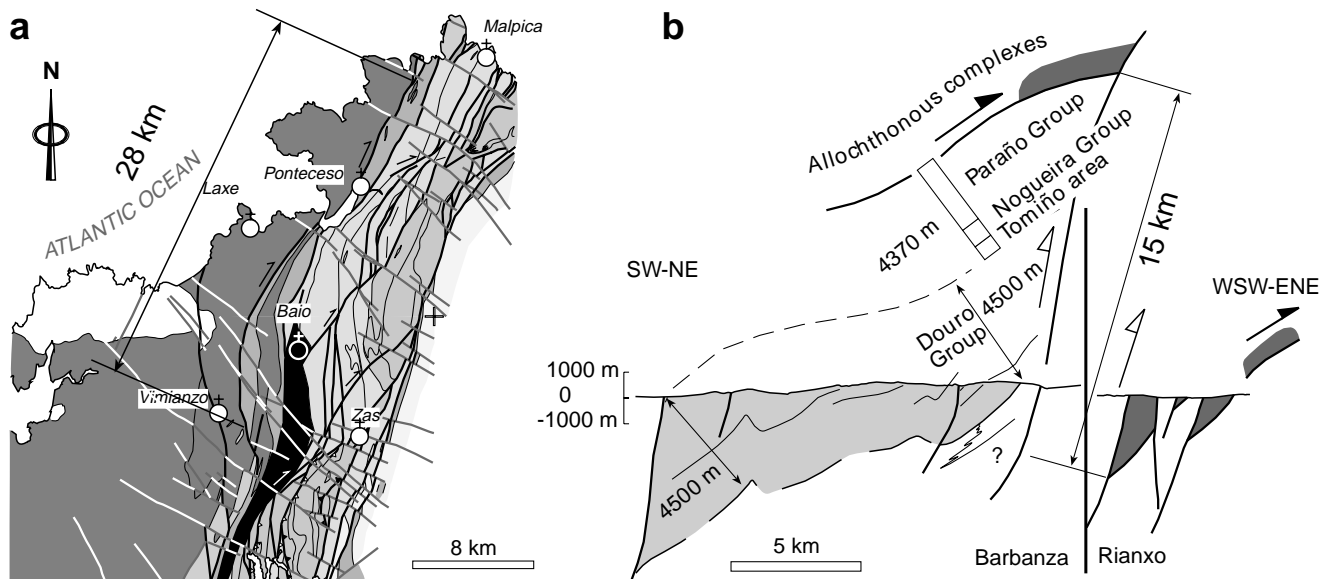 a
Malpica
N
28 km
ATLANTIC OCEAN
Laxe
Ponteceso
Baio
Vimianzo
Zas
8 km
b
Allochthonous complexes
Paraño Group
Nogueira Group
Tomiño area
4370 m
15 km
SW-NE
WSW-ENE
Douro
Group
4500 m
1000 m
0
-1000 m
4500 m
?
5 km
Barbanza
Rianxo